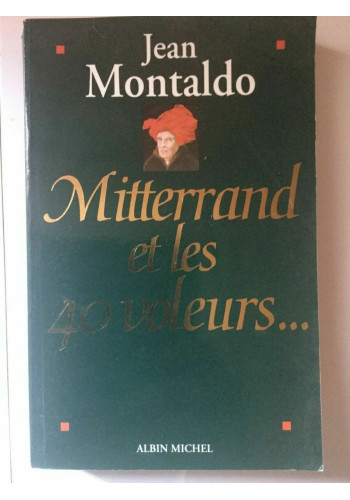 Jean
Montaldo
Mitterrand
et les
40 voleurs...
ALBIN MICHEL